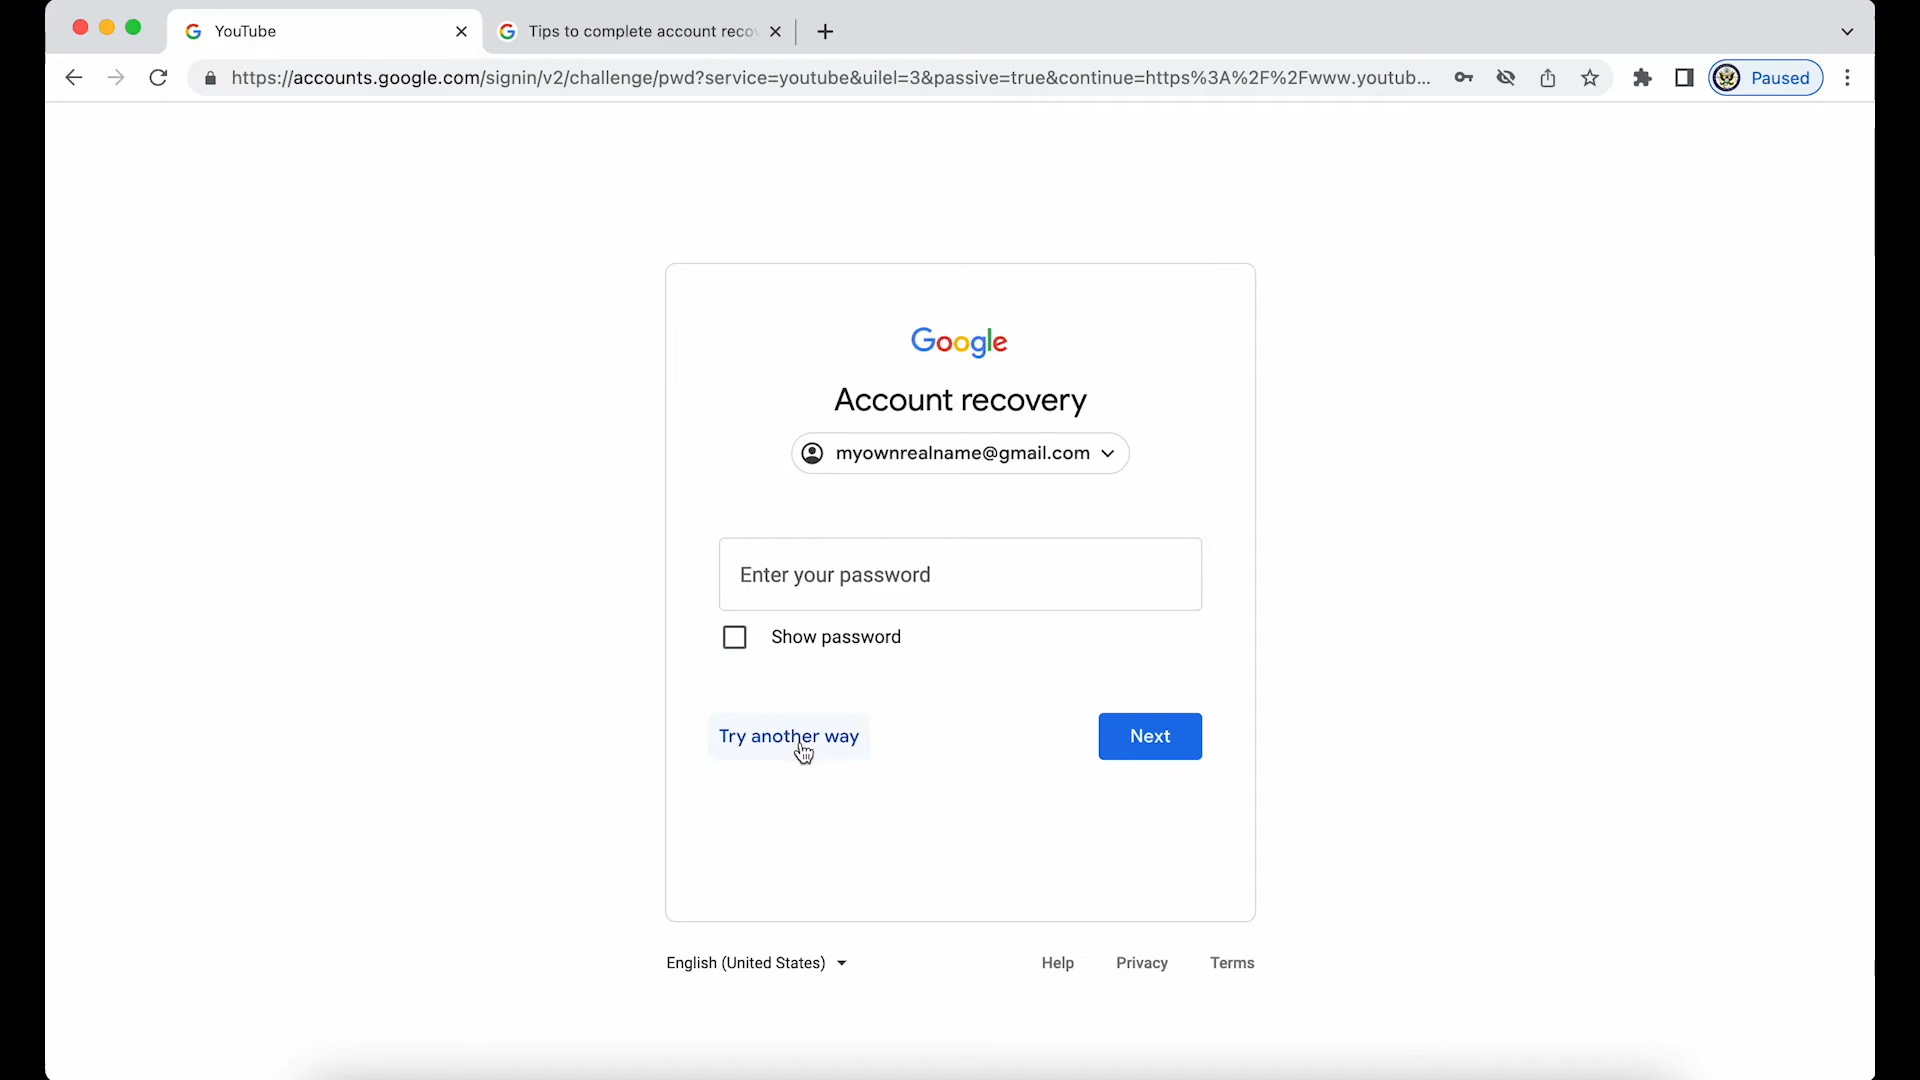 YouTube
Tips to complete account reco
https://accounts.google.com/signin/v2/challenge/pwd?service=youtube&uilel=3&passive=true&continue=https%3A%2F%2Fwww.youtub...
Paused
Google
Account recovery
myownrealname@gmail.com
Enter your password
Show password
Try another way
Next
English (United States)
Help
Privacy
Terms